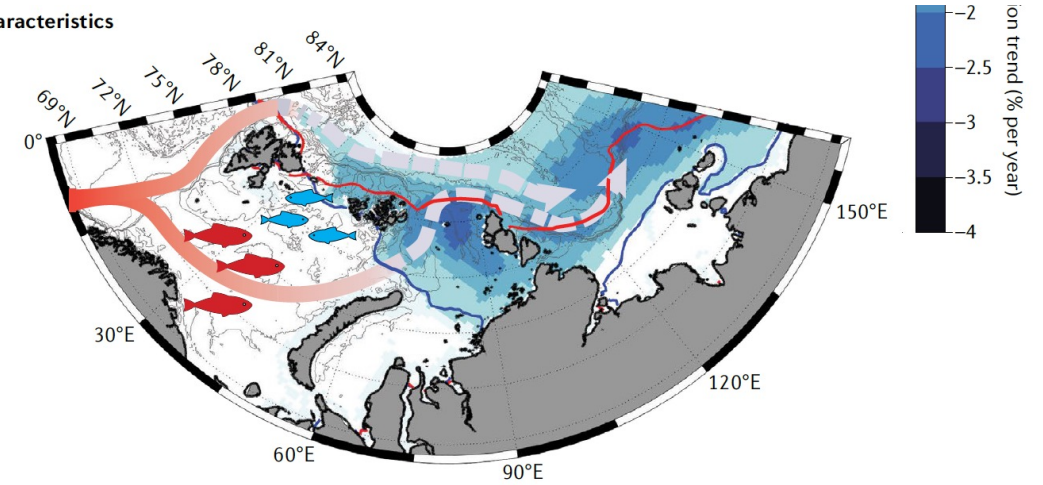 aracteristics
69°N
72°N
75°N
78°N
81°N
84°N
0°
30°E
60°E
90°E
120°E
150°E
−2
−2.5
−3
−3.5
−4
on trend (% per year)